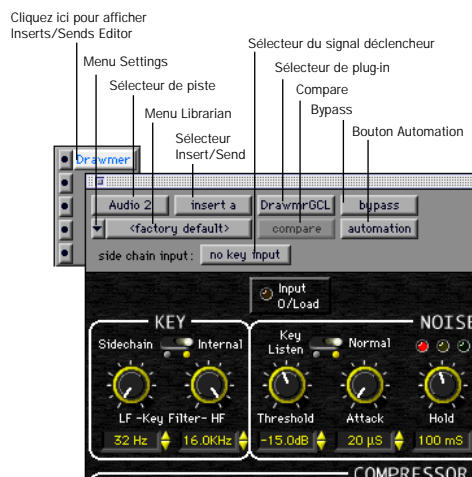 Cliquez ici pour afficher
Inserts/Sends Editor
Sélecteur du signal déclencheur
Menu Settings
Sélecteur de plug-in
Sélecteur de piste
Compare
Menu Librarian
Bypass
Sélecteur
Insert/Send
Bouton Automation
Drawmer
Audio 2 insert a DrawmrGCL bypass
<factory default> compare automation
side chain input: no key input
Input
O/Load
KEY
NOISE
Sidechain Internal
Key
Listen Normal
LF -Key Filter- HF
Threshold Attack Hold
32 Hz 16.0KHz -15.0dB 20 µS 100 mS
COMPRESSOR